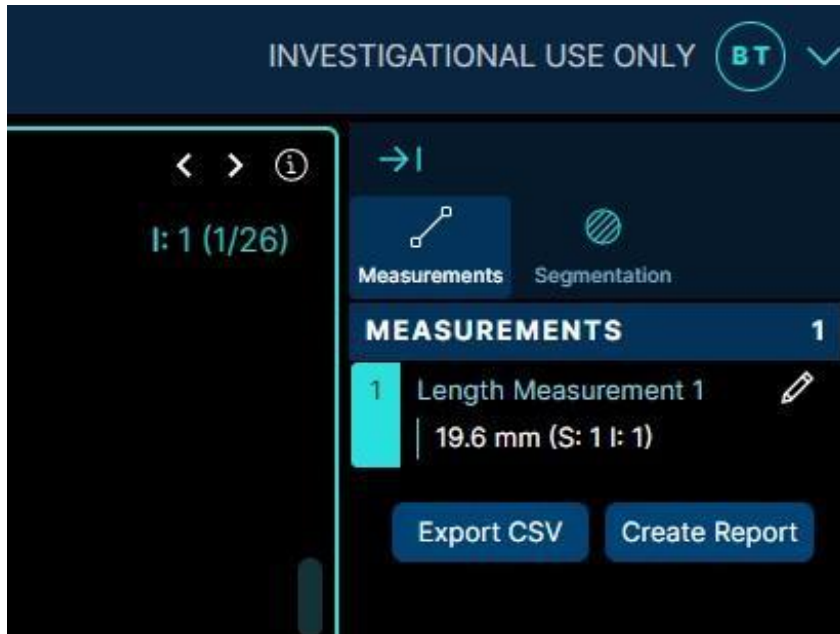 INVESTIGATIONAL USE ONLY BT
I: 1 (1/26)
Measurements Segmentation
MEASUREMENTS 1
1 Length Measurement 1
19.6 mm (S: 1 I: 1)
Export CSV Create Report